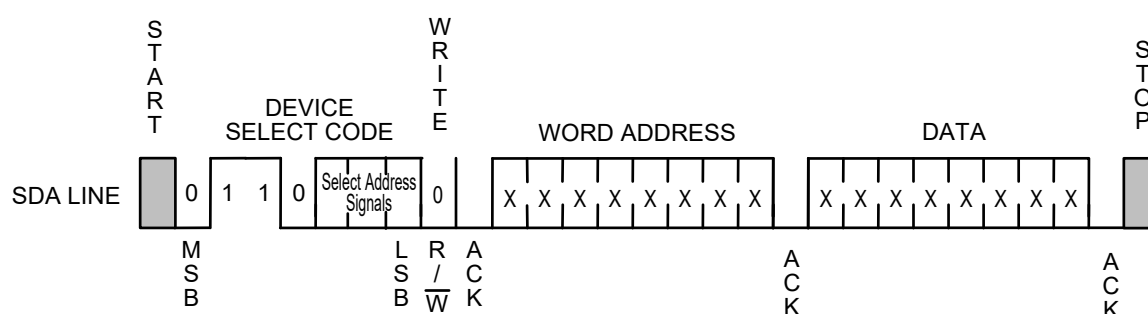 START
WRITE
STOP
DEVICE
SELECT CODE
WORD ADDRESS
DATA
SDA LINE
0 1 1 0
Select Address
Signals
0
X X X X X X X X
X X X X X X X X
MSB
LSB
R/W
ACK
ACK
ACK